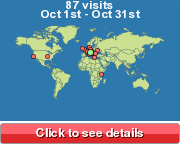 87 visits
Oct 1st - Oct 31st
Click to see details